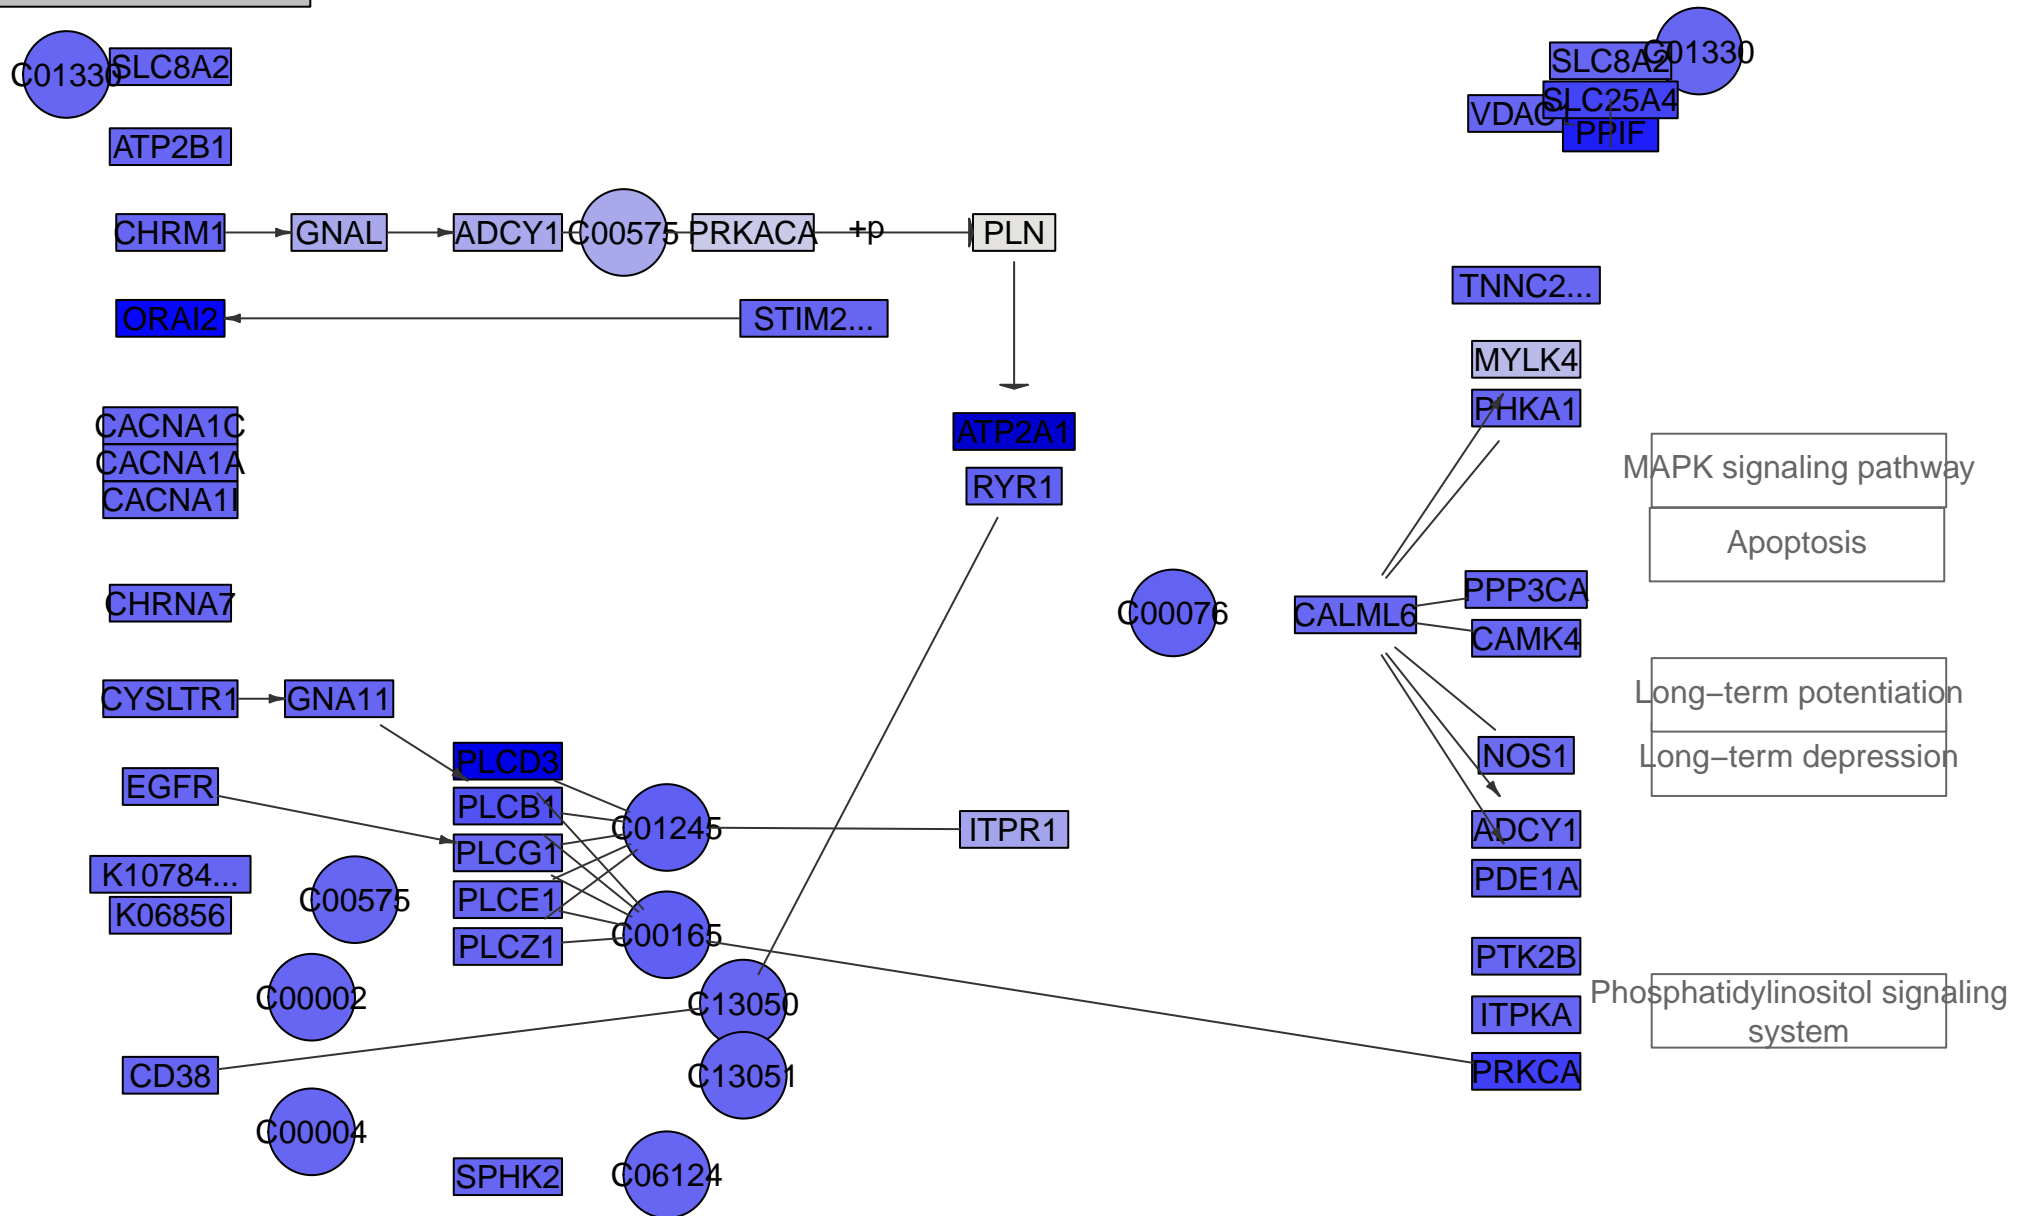 C01330
SLC8A2
SLC8A2
C01330
SLC25A4
VDAC1
PPIF
ATP2B1
CHRM1
GNAL
ADCY1
C00575
PRKACA
+p
PLN
TNNC2...
ORAI2
STIM2...
MYLK4
PHKA1
CACNA1C
CACNA1A
CACNA1I
ATP2A1
RYR1
MAPK signaling pathway
Apoptosis
CHRNA7
C00076
CALML6
PPP3CA
CAMK4
CYSLTR1
GNA11
Long−term potentiation
Long−term depression
NOS1
PLCD3
EGFR
PLCB1
C01245
ITPR1
ADCY1
PLCG1
K10784...
K06856
C00575
PLCE1
PDE1A
PLCZ1
C00165
PTK2B
C00002
C13050
ITPKA
Phosphatidylinositol signaling
system
CD38
C13051
PRKCA
C00004
SPHK2
C06124